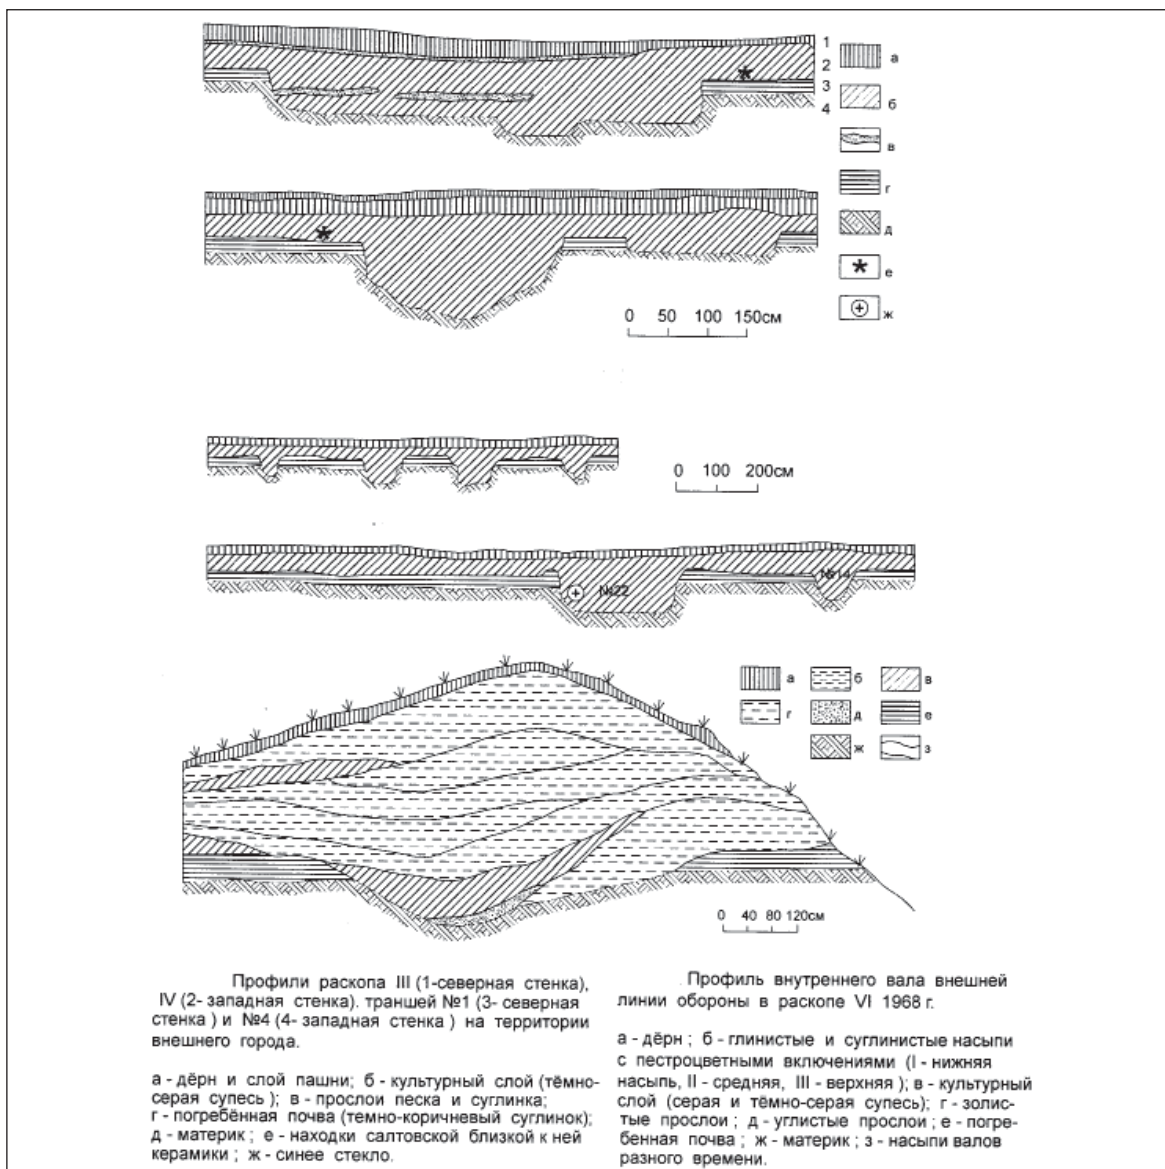 1
2
3
4
а
б
в
г
д
е
ж
0 50 100 150см
0 100 200см
№22
№14
а
б
в
г
д
е
ж
з
0 40 80 120см
Профили раскопа III (1-северная стенка),
IV (2- западная стенка). траншей №1 (3- северная
стенка ) и №4 (4- западная стенка ) на территории
внешнего города.
а - дёрн и слой пашни; б - культурный слой (тёмно-
серая супесь ); в - прослои песка и суглинка;
г - погребённая почва (темно-коричневый суглинок);
д - материк ; е - находки салтовской близкой к ней
керамики ; ж - синее стекло.
Профиль внутреннего вала внешней
линии обороны в раскопе VI 1968 г.
а - дёрн ; б - глинистые и суглинистые насыпи
с пестроцветными включениями (I - нижняя
насыпь, II - средняя, III - верхняя ); в - культурный
слой (серая и тёмно-серая супесь); г - золис-
тые прослои ; д - углистые прослои ; е - погре-
бенная почва ; ж - материк ; з - насыпи валов
разного времени.